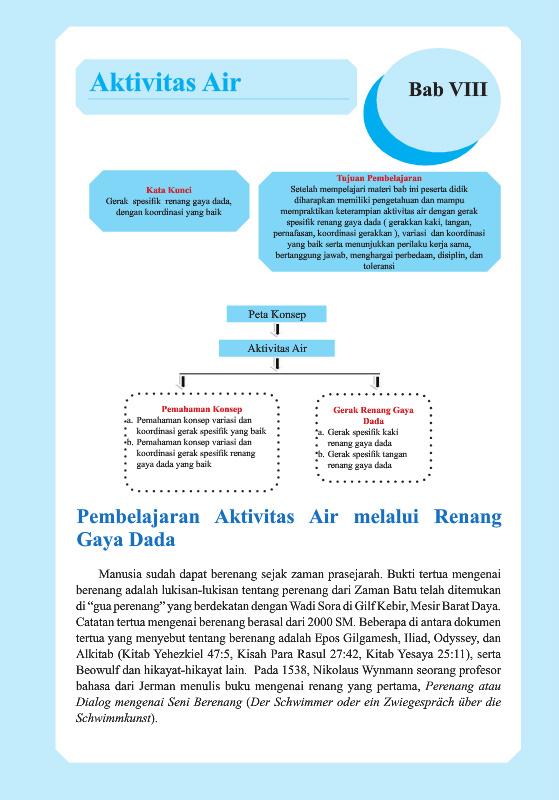 Aktivitas Air
Bab VIII
Kata Kunci
Gerak spesifik renang gaya dada,
dengan koordinasi yang baik
Tujuan Pembelajaran
Setelah mempelajari materi bab ini peserta didik
diharapkan memiliki pengetahuan dan mampu
mempraktikan keterampian aktivitas air dengan gerak
spesifik renang gaya dada ( gerakkan kaki, tangan,
pernafasan, koordinasi gerakkan ), variasi dan koordinasi
yang baik serta menunjukkan perilaku kerja sama,
bertanggung jawab, menghargai perbedaan, disiplin, dan
toleransi
Peta Konsep
Aktivitas Air
Pemahaman Konsep
a. Pemahaman konsep variasi dan
koordinasi gerak spesifik yang baik
b. Pemahaman konsep variasi dan
koordinasi gerak spesifik renang
gaya dada yang baik
Gerak Renang Gaya
Dada
a. Gerak spesifik kaki
renang gaya dada
b. Gerak spesifik tangan
renang gaya dada
Pembelajaran Aktivitas Air melalui Renang
Gaya Dada
Manusia sudah dapat berenang sejak zaman prasejarah. Bukti tertua mengenai
berenang adalah lukisan-lukisan tentang perenang dari Zaman Batu telah ditemukan
di “gua perenang” yang berdekatan dengan Wadi Sora di Gilf Kebir, Mesir Barat Daya.
Catatan tertua mengenai berenang berasal dari 2000 SM. Beberapa di antara dokumen
tertua yang menyebut tentang berenang adalah Epos Gilgamesh, Iliad, Odyssey, dan
Alkitab (Kitab Yehezkiel 47:5, Kisah Para Rasul 27:42, Kitab Yesaya 25:11), serta
Beowulf dan hikayat-hikayat lain. Pada 1538, Nikolaus Wynmann seorang profesor
bahasa dari Jerman menulis buku mengenai renang yang pertama, Perenang atau
Dialog mengenai Seni Berenang (Der Schwimmer oder ein Zwiegespräch über die
Schwimmkunst).